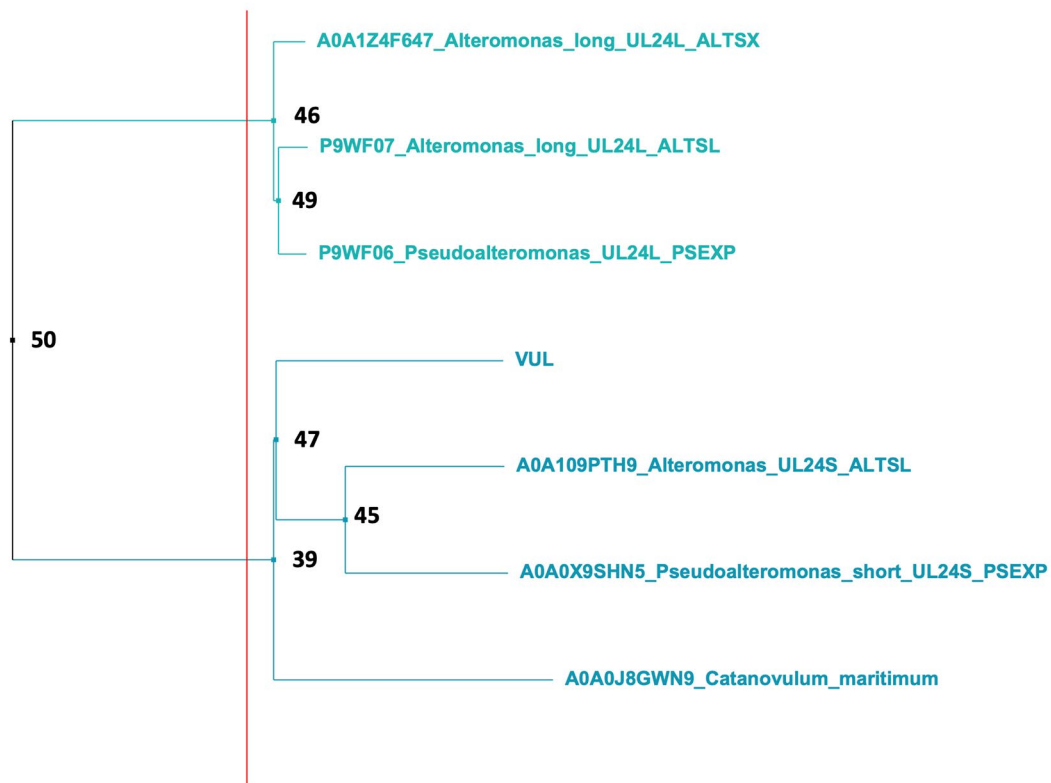 A0A1Z4F647_Alteromonas_long_UL24L_ALTSX
46
P9WF07_Alteromonas_long_UL24L_ALTSL
49
P9WF06_Pseudoalteromonas_UL24L_PSEXP
50
VUL
47
A0A109PTH9_Alteromonas_UL24S_ALTSL
45
39
A0A0X9SHN5_Pseudoalteromonas_short_UL24S_PSEXP
A0A0J8GWN9_Catanovulum_maritimum